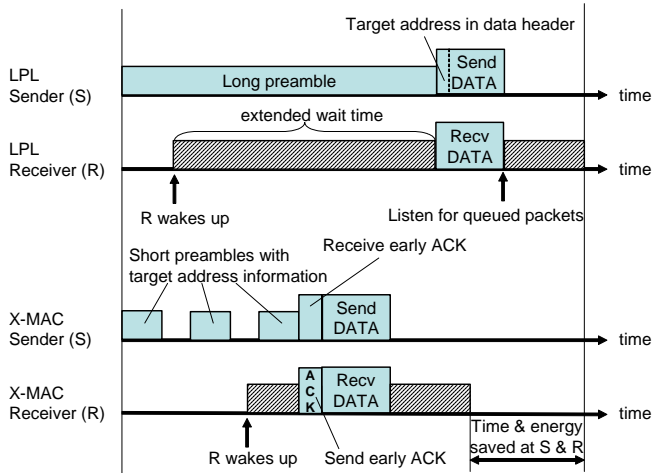 Target address in data header
LPL
Sender (S)
Long preamble
Send
DATA
time
extended wait time
LPL
Receiver (R)
Recv
DATA
time
R wakes up
Listen for queued packets
Short preambles with
target address information
Receive early ACK
X-MAC
Sender (S)
Send
DATA
time
X-MAC
Receiver (R)
A
C
K
Recv
DATA
time
R wakes up
Send early ACK
Time & energy
saved at S & R